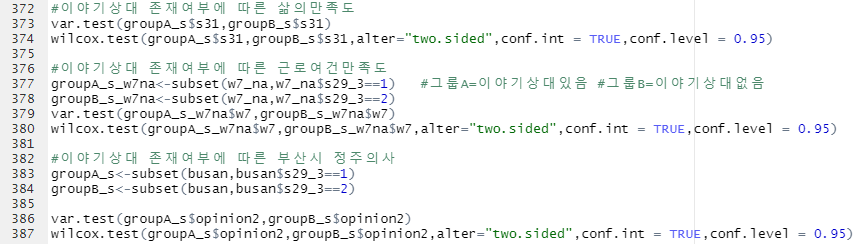 372 #이야기상대 존재여부에 따른 삶의만족도
373 var.test(groupA_s$s31,groupB_s$s31)
374 wilcox.test(groupA_s$s31,groupB_s$s31,alter="two.sided",conf.int = TRUE,conf.level = 0.95)
375
376 #이야기상대 존재여부에 따른 근로여건만족도
377 groupA_s_w7na<-subset(w7_na,w7_na$s29_3==1)   #그룹A=이야기상대있음 #그룹B=이야기상대없음
378 groupB_s_w7na<-subset(w7_na,w7_na$s29_3==2)
379 var.test(groupA_s_w7na$w7,groupB_s_w7na$w7)
380 wilcox.test(groupA_s_w7na$w7,groupB_s_w7na$w7,alter="two.sided",conf.int = TRUE,conf.level = 0.95)
381
382 #이야기상대 존재여부에 따른 부산시 정주의사
383 groupA_s<-subset(busan,busan$s29_3==1)
384 groupB_s<-subset(busan,busan$s29_3==2)
385
386 var.test(groupA_s$opinion2,groupB_s$opinion2)
387 wilcox.test(groupA_s$opinion2,groupB_s$opinion2,alter="two.sided",conf.int = TRUE,conf.level = 0.95)